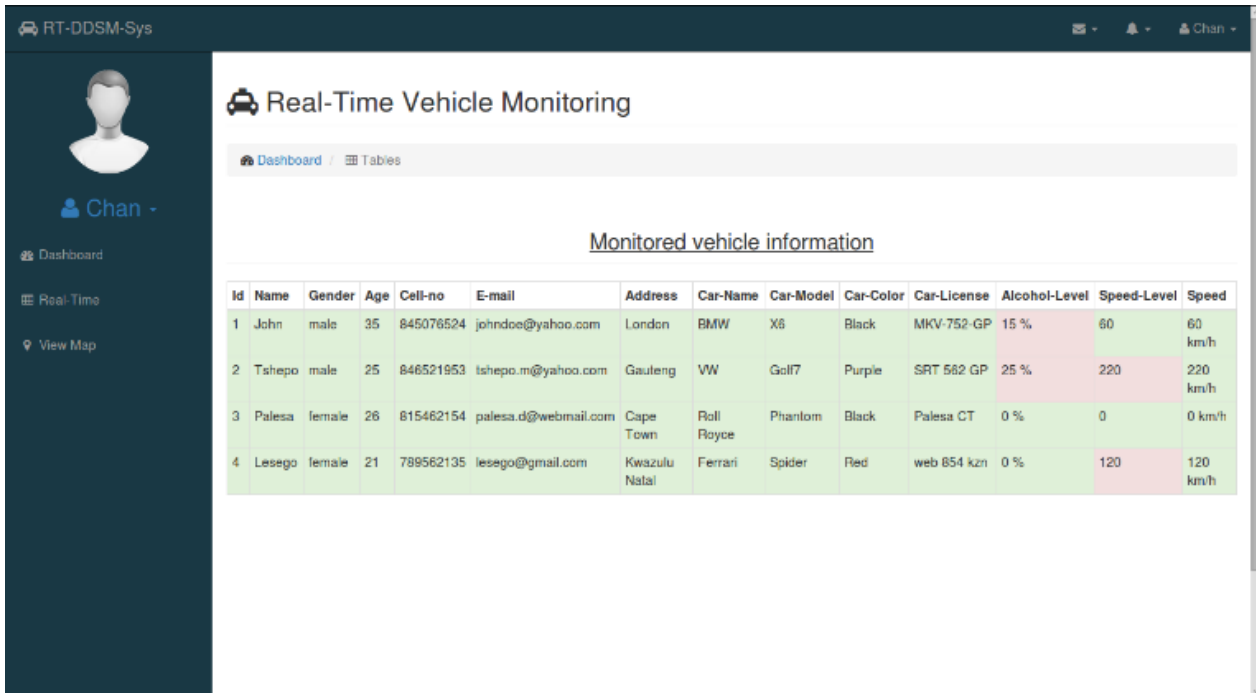 RT-DDSM-Sys
Chan
Real-Time Vehicle Monitoring
Dashboard / Tables
Chan
Dashboard
Real-Time
View Map
Monitored vehicle information
Id Name Gender Age Cell-no E-mail Address Car-Name Car-Model Car-Color Car-License Alcohol-Level Speed-Level Speed
1 John male 35 845076524 johndoe@yahoo.com London BMW X6 Black MKV-752-GP 15 % 60 60 km/h
2 Tshepo male 25 846521953 tshepo.m@yahoo.com Gauteng VW Golf7 Purple SRT 562 GP 25 % 220 220 km/h
3 Palesa female 26 815462154 palesa.d@webmail.com Cape Town Roll Royce Phantom Black Palesa CT 0 % 0 0 km/h
4 Lesego female 21 789562135 lesego@gmail.com Kwazulu Natal Ferrari Spider Red web 854 kzn 0 % 120 120 km/h